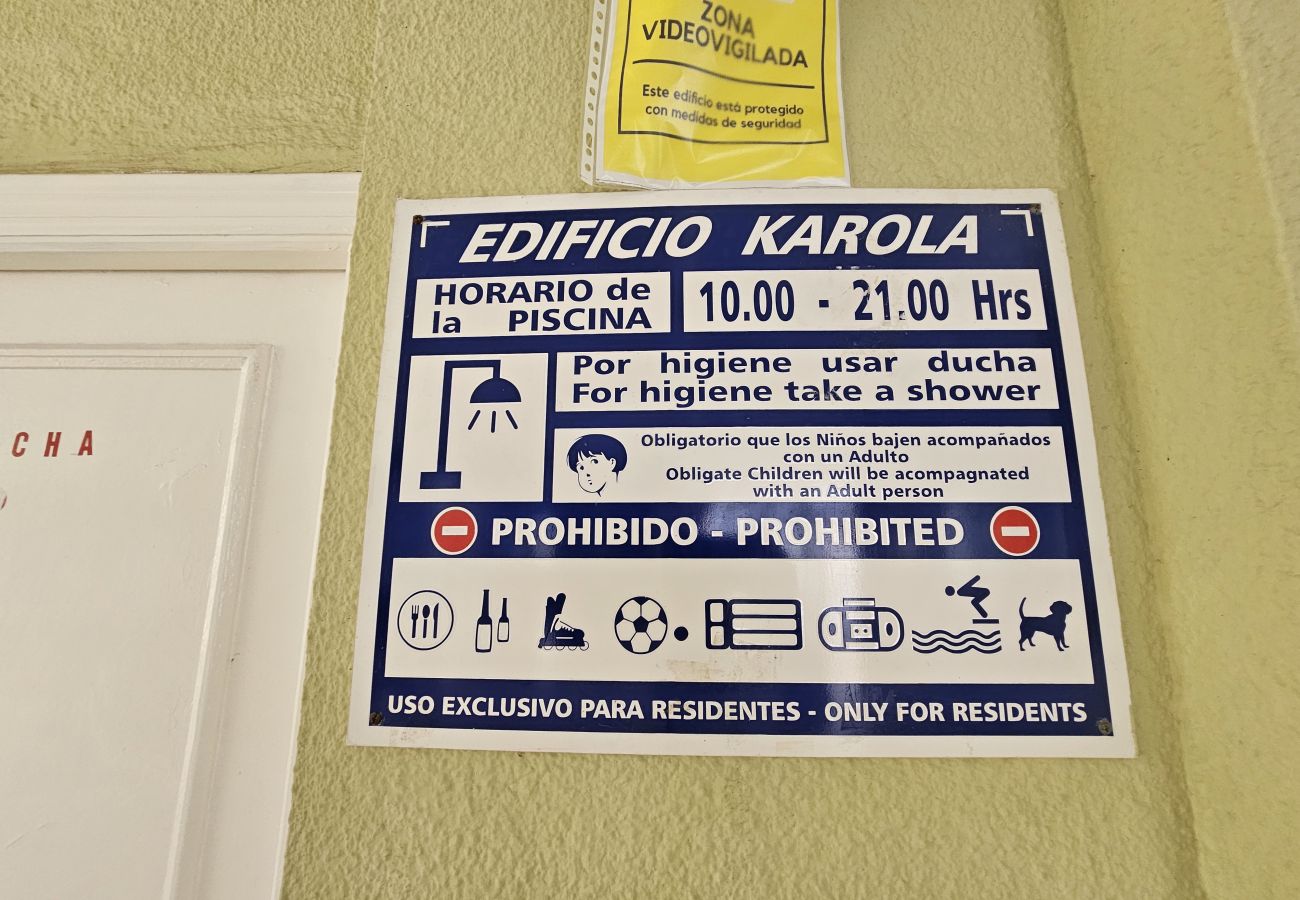 ZONA
VIDEOVIGILADA
Este edificio está protegido
con medidas de seguridad
EDIFICIO KAROLA
HORARIO de
la PISCINA
10.00 - 21.00 Hrs
Por higiene usar ducha
For higiene take a shower
Obligatorio que los Niños bajen acompañados
con un Adulto
Obligate Children will be acompagnated
with an Adult person
PROHIBIDO - PROHIBITED
USO EXCLUSIVO PARA RESIDENTES - ONLY FOR RESIDENTS
CHA